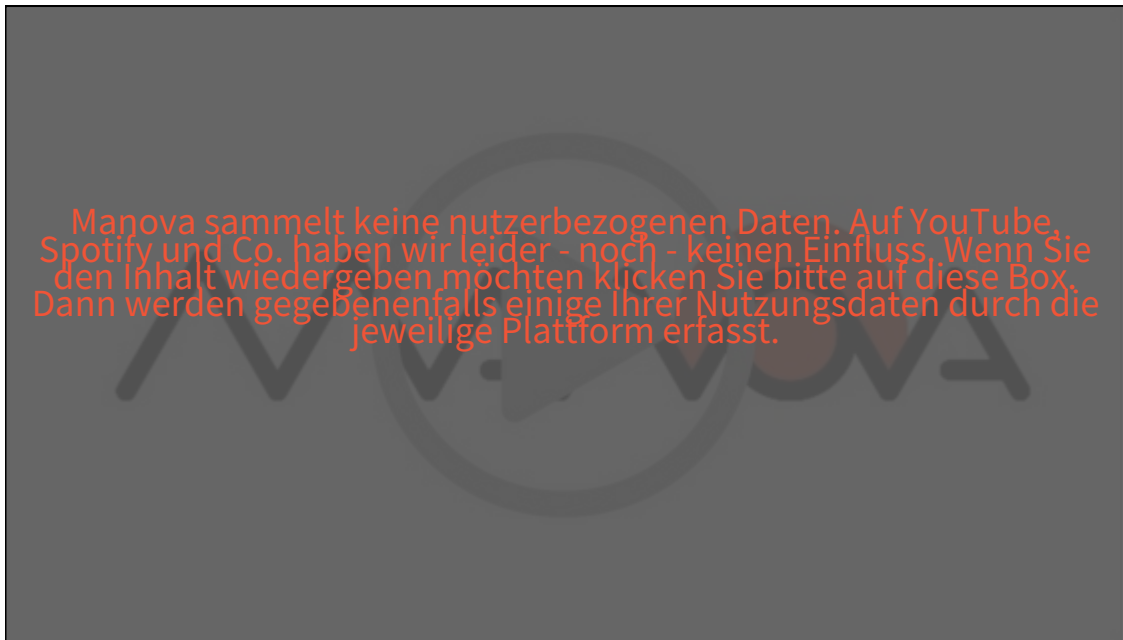 Manova sammelt keine nutzerbezogenen Daten. Auf YouTube,
Spotify und Co. haben wir leider - noch - keinen Einfluss. Wenn Sie
den Inhalt wiedergeben möchten klicken Sie bitte auf diese Box.
Dann werden gegebenenfalls einige Ihrer Nutzungsdaten durch die
jeweilige Plattform erfasst.
MANOVA